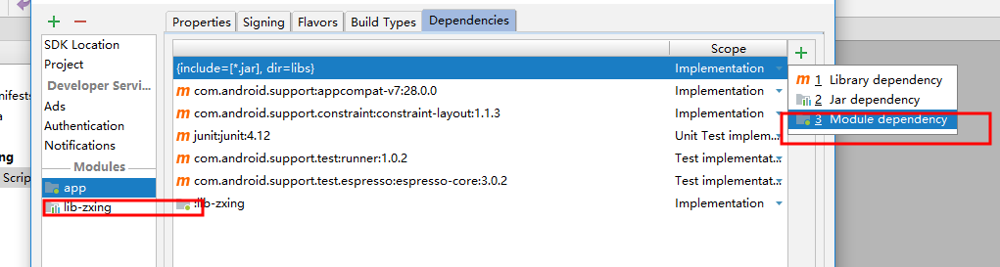 Properties Signing Flavors Build Types Dependencies
SDK Location
Project
Developer Servi...
Ads
Authentication
Notifications
Modules
app
lib-zxing
Scope
{include=[*.jar], dir=libs} Implementation
m com.android.support:appcompat-v7:28.0.0 Implementation
m com.android.support.constraint:constraint-layout:1.1.3 Implementation
m junit:junit:4.12 Unit Test implem...
m com.android.support.test:runner:1.0.2 Test implementat...
m com.android.support.test.espresso:espresso-core:3.0.2 Test implementat...
:lib-zxing Implementation
m 1 Library dependency
2 Jar dependency
3 Module dependency
nifests
a
ng
Script